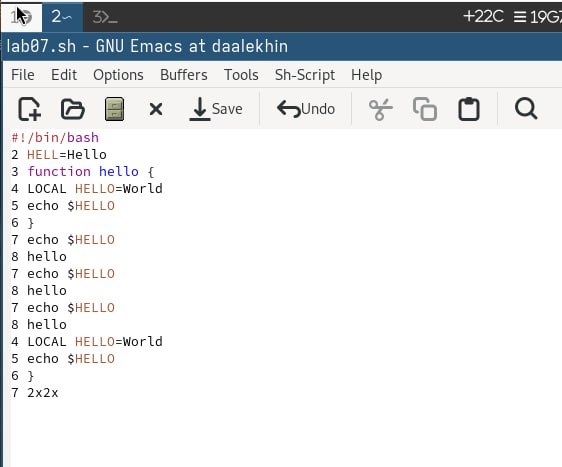 2
3
+22C
19G
lab07.sh - GNU Emacs at daalekhin
File Edit Options Buffers Tools Sh-Script Help
Save Undo
#!/bin/bash
2 HELL=Hello
3 function hello {
4 LOCAL HELLO=World
5 echo $HELLO
6 }
7 echo $HELLO
8 hello
7 echo $HELLO
8 hello
7 echo $HELLO
8 hello
4 LOCAL HELLO=World
5 echo $HELLO
6 }
7 2x2x